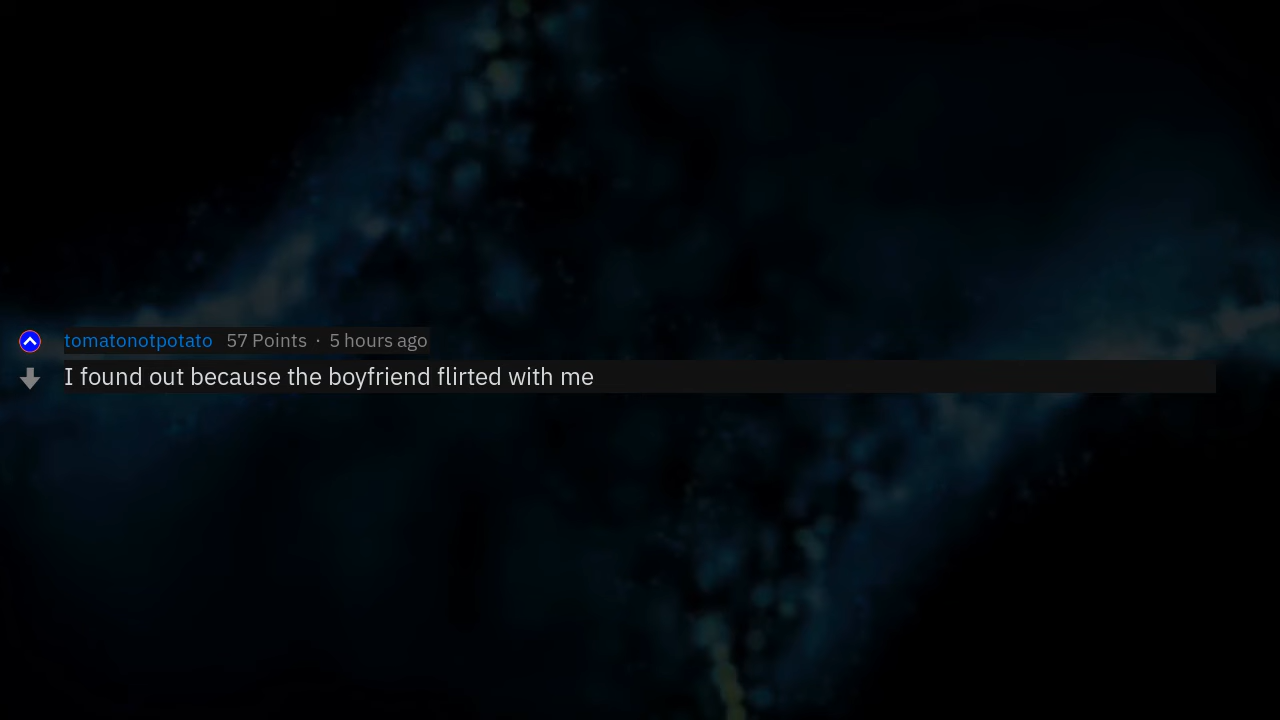 tomatonotpotato 57 Points · 5 hours ago
I found out because the boyfriend flirted with me